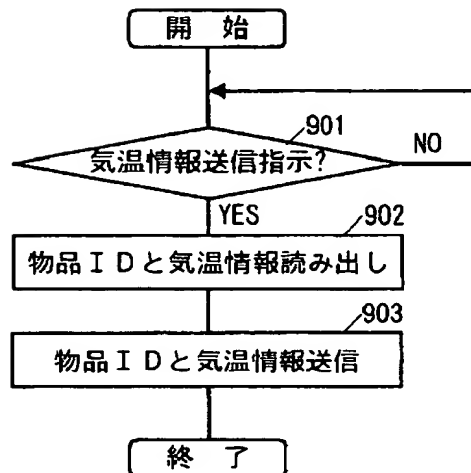 開 始
901
気温情報送信指示?
NO
YES
902
物品IDと気温情報読み出し
903
物品IDと気温情報送信
終 了